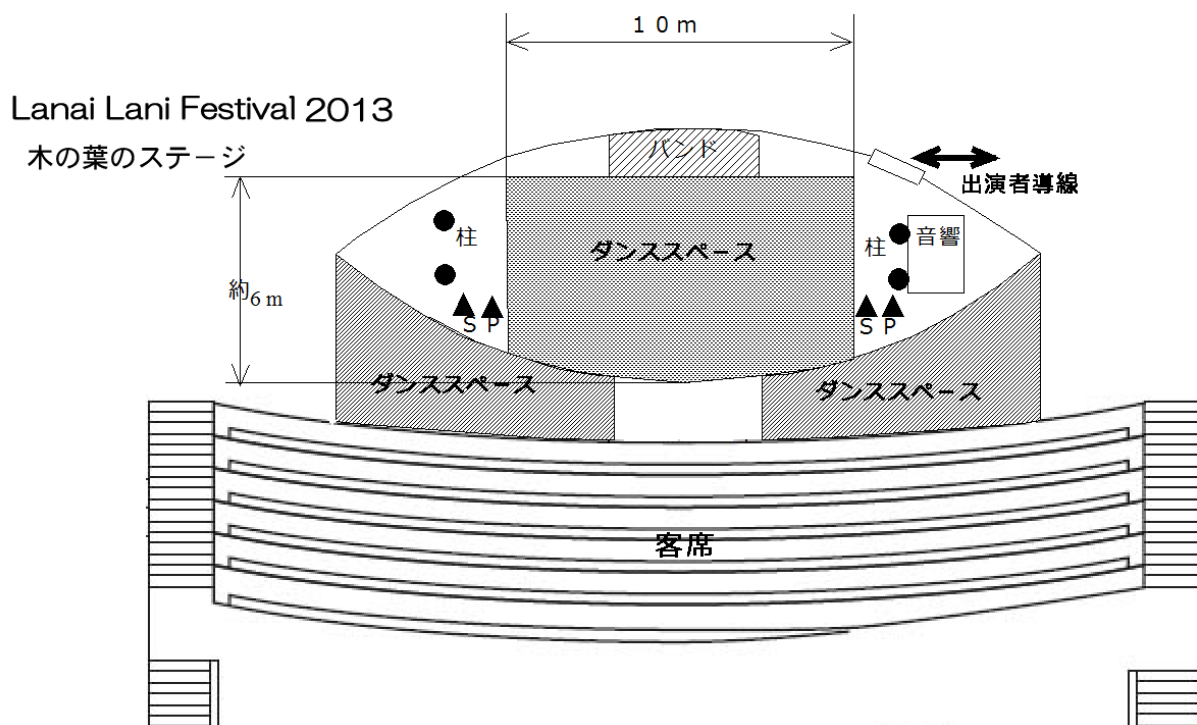 １０ｍ
Lanai Lani Festival 2013
木の葉のステージ
バンド
出演者導線
柱
柱
音響
ダンススペース
約6ｍ
S P
S P
ダンススペース
ダンススペース
客席